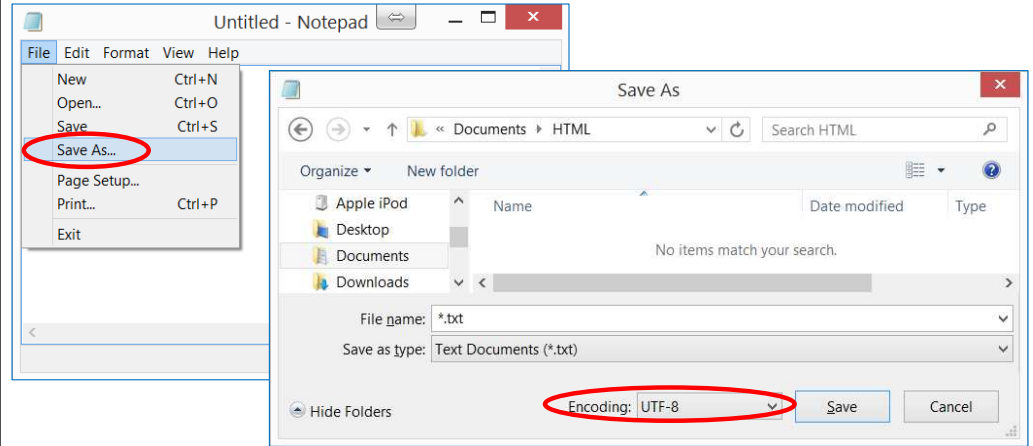 Untitled - Notepad
File Edit Format View Help
New Ctrl+N
Open... Ctrl+O
Save Ctrl+S
Save As...
Page Setup...
Print... Ctrl+P
Exit
Save As
« Documents HTML
Search HTML
Organize
New folder
Apple iPod
Desktop
Documents
Downloads
Name Date modified Type
No items match your search.
File name: *.txt
Save as type: Text Documents (*.txt)
Hide Folders
Encoding: UTF-8
Save
Cancel